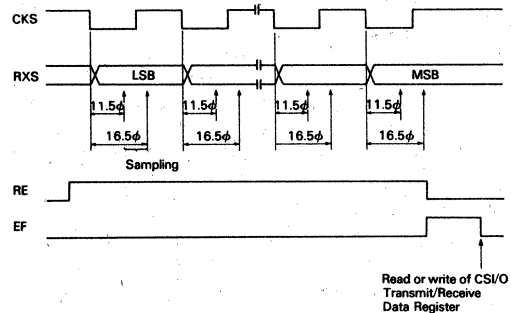 CKS
RXS
LSB
MSB
11.5ϕ 11.5ϕ 11.5ϕ 11.5ϕ
16.5ϕ 16.5ϕ 16.5ϕ 16.5ϕ
Sampling
RE
EF
Read or write of CSI/O
Transmit/Receive
Data Register